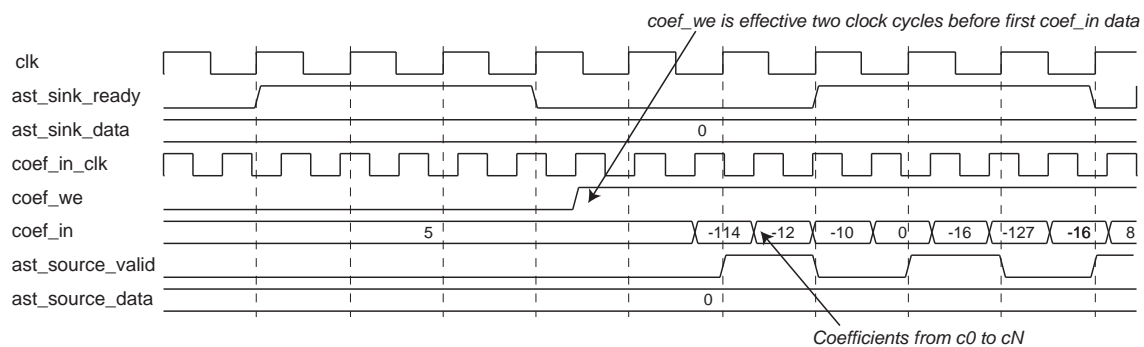 coef_we is effective two clock cycles before first coef_in data
clk
ast_sink_ready
ast_sink_data 0
coef_in_clk
coef_we
coef_in 5 -114 -12 -10 0 -16 -127 -16 8
ast_source_valid
ast_source_data 0
Coefficients from c0 to cN